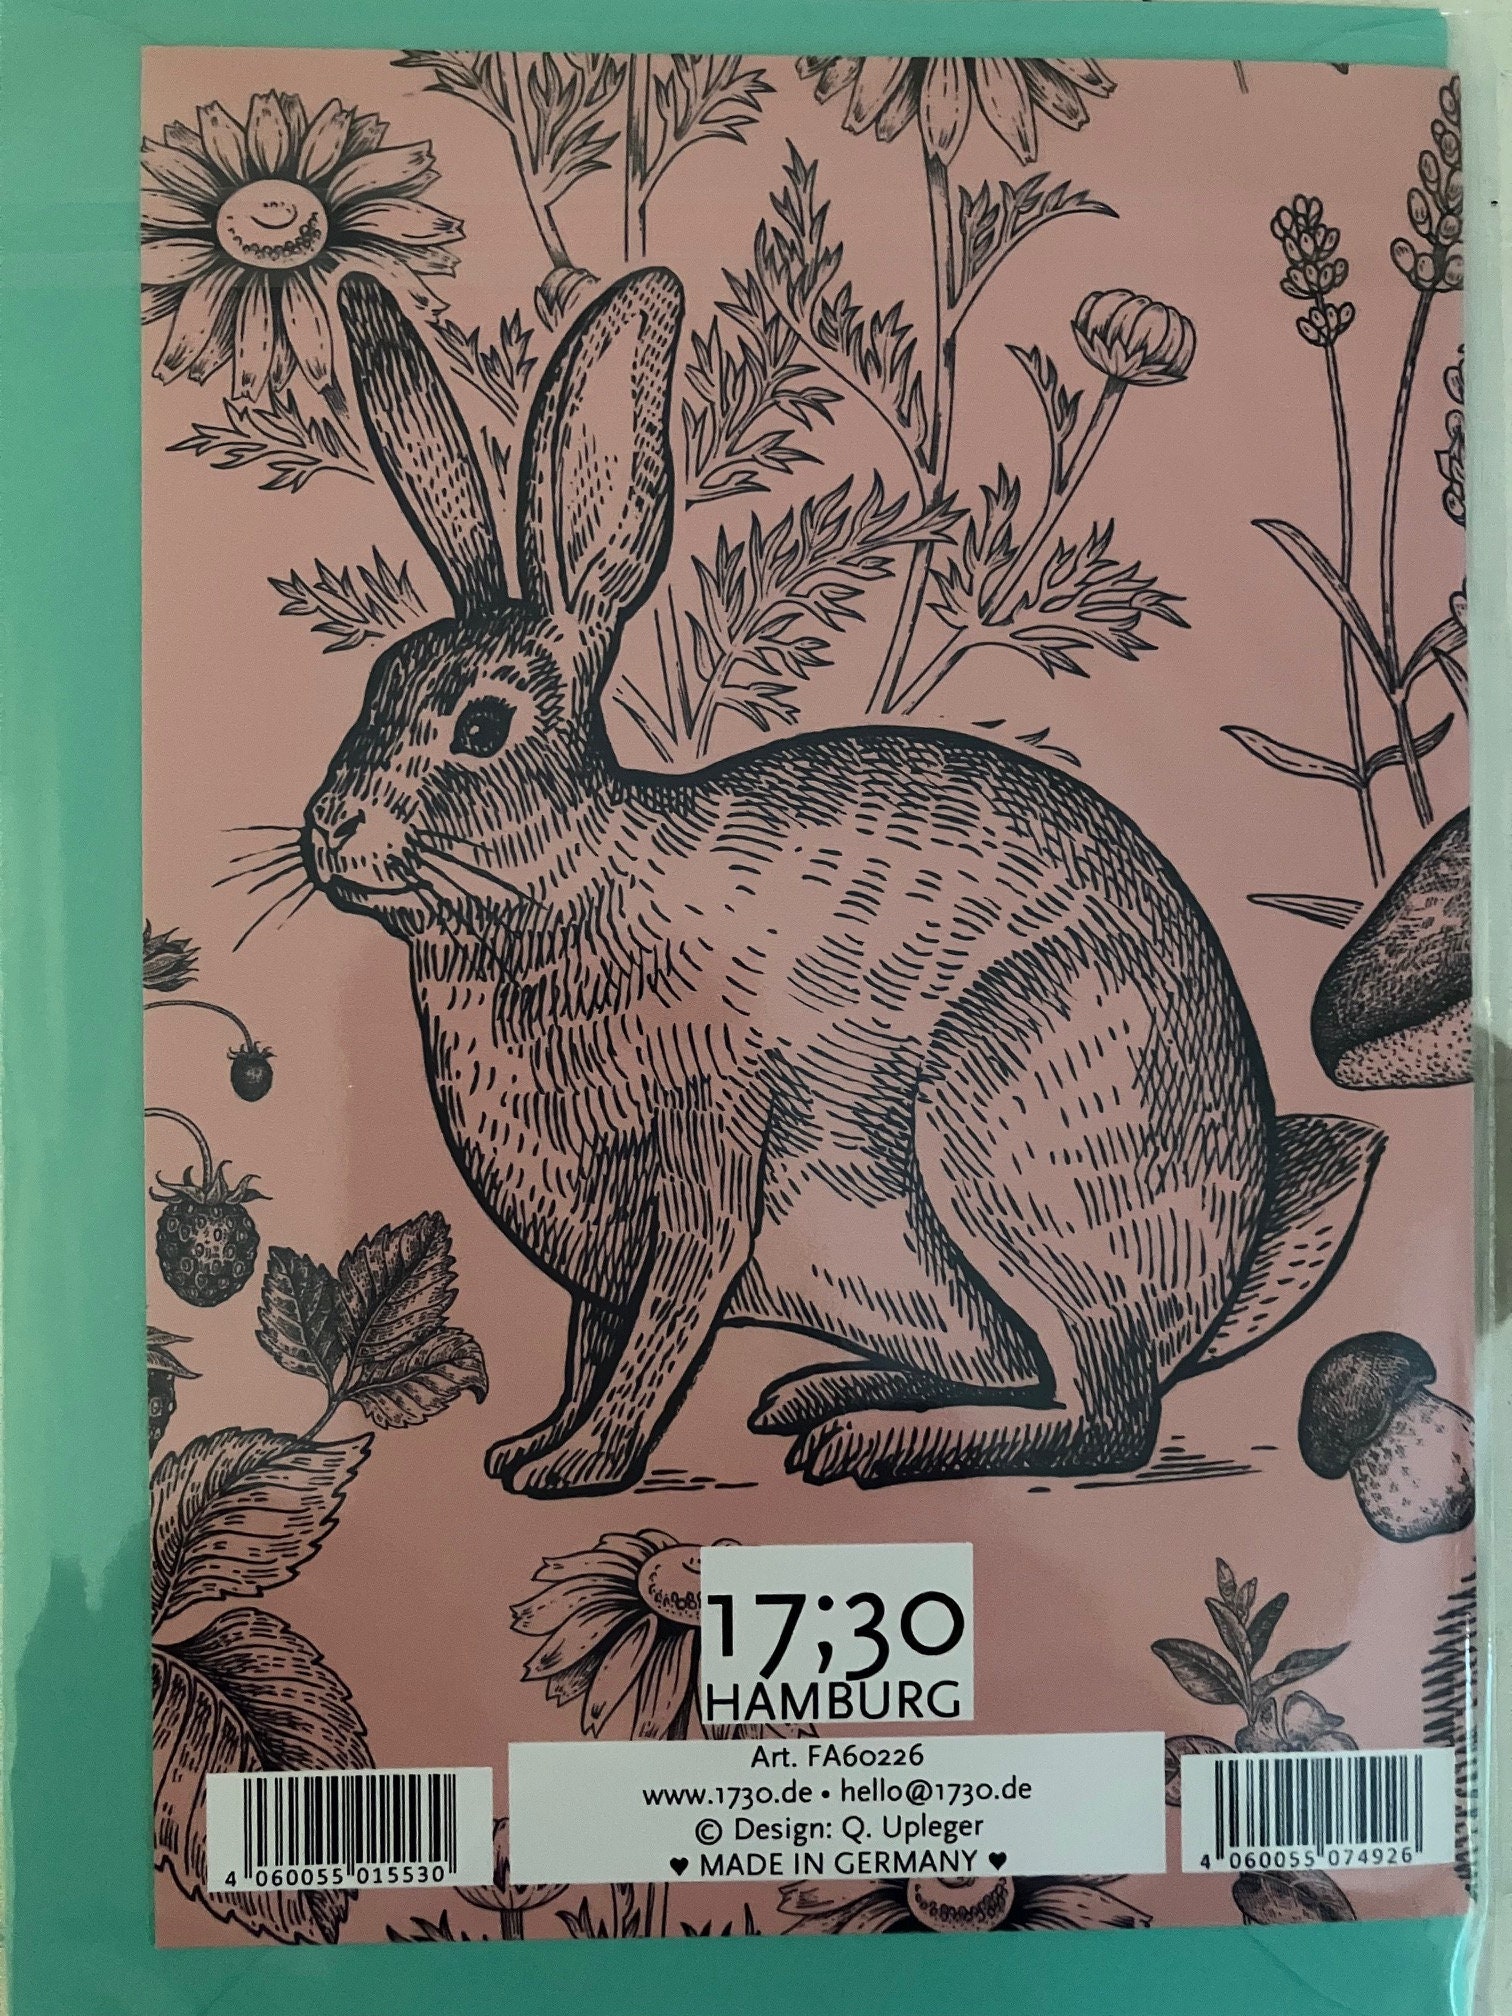 17;30
HAMBURG
Art. FA60226
www.1730.de • hello@1730.de
© Design: Q. Upleger
♥ MADE IN GERMANY ♥
4 060055 015530
4 060055 074926